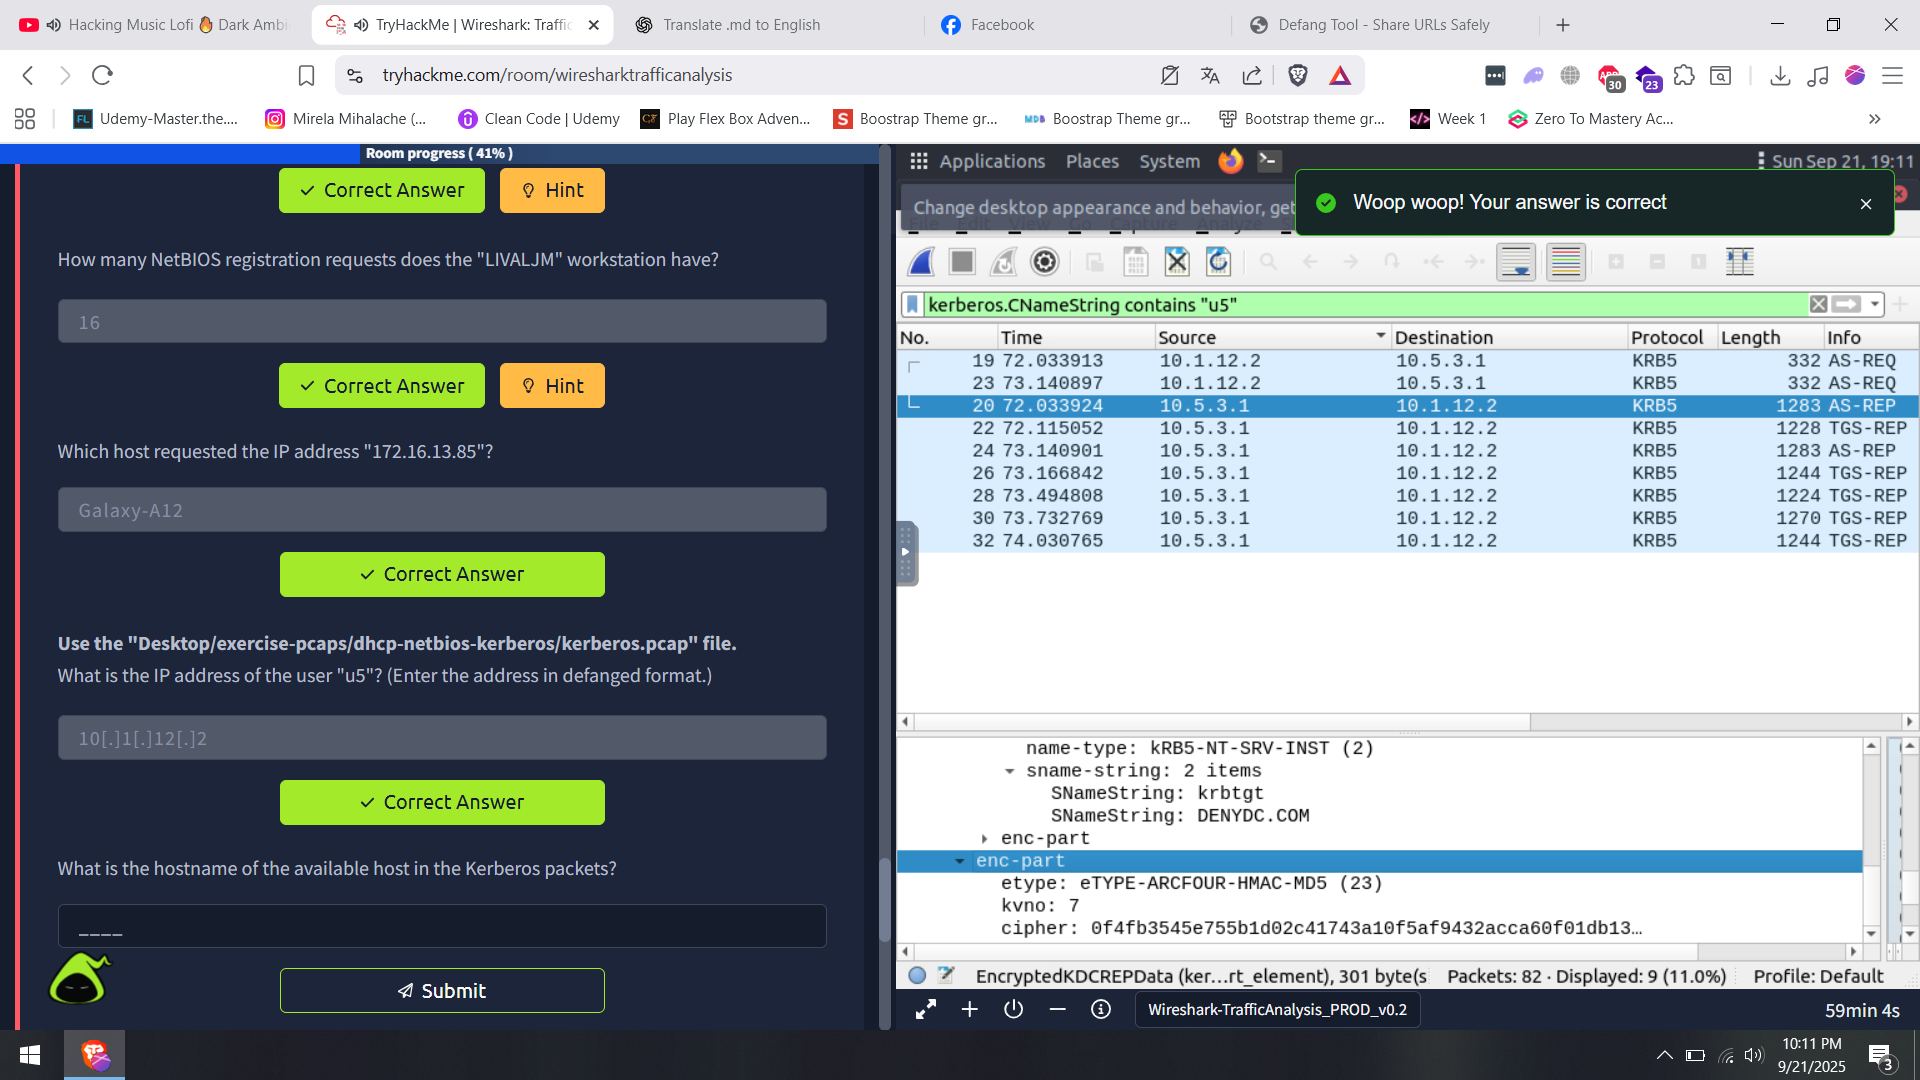 Hacking Music Lofi 🔥 Dark Ambi
TryHackMe | Wireshark: Traffic
Translate .md to English
Facebook
Defang Tool - Share URLs Safely
tryhackme.com/room/wiresharktrafficanalysis
30
23
Udemy-Master.the....
Mirela Mihalache (...
Clean Code | Udemy
Play Flex Box Adven...
Boostrap Theme gr...
Boostrap Theme gr...
Bootstrap theme gr...
Week 1
Zero To Mastery Ac...
Room progress ( 41% )
Correct Answer
Hint
How many NetBIOS registration requests does the "LIVALJM" workstation have?
16
Correct Answer
Hint
Which host requested the IP address "172.16.13.85"?
Galaxy-A12
Correct Answer
Use the "Desktop/exercise-pcaps/dhcp-netbios-kerberos/kerberos.pcap" file.
What is the IP address of the user "u5"? (Enter the address in defanged format.)
10[.]1[.]12[.]2
Correct Answer
What is the hostname of the available host in the Kerberos packets?
____
Submit
Applications Places System
Sun Sep 21, 19:11
Change desktop appearance and behavior, get
Woop woop! Your answer is correct
kerberos.CNameString contains "u5"
No. Time Source Destination Protocol Length Info
19 72.033913 10.1.12.2 10.5.3.1 KRB5 332 AS-REQ
23 73.140897 10.1.12.2 10.5.3.1 KRB5 332 AS-REQ
20 72.033924 10.5.3.1 10.1.12.2 KRB5 1283 AS-REP
22 72.115052 10.5.3.1 10.1.12.2 KRB5 1228 TGS-REP
24 73.140901 10.5.3.1 10.1.12.2 KRB5 1283 AS-REP
26 73.166842 10.5.3.1 10.1.12.2 KRB5 1244 TGS-REP
28 73.494808 10.5.3.1 10.1.12.2 KRB5 1224 TGS-REP
30 73.732769 10.5.3.1 10.1.12.2 KRB5 1270 TGS-REP
32 74.030765 10.5.3.1 10.1.12.2 KRB5 1244 TGS-REP
name-type: kRB5-NT-SRV-INST (2)
sname-string: 2 items
SNameString: krbtgt
SNameString: DENYDC.COM
enc-part
enc-part
etype: eTYPE-ARCFOUR-HMAC-MD5 (23)
kvno: 7
cipher: 0f4fb3545e755b1d02c41743a10f5af9432acca60f01db13…
EncryptedKDCREPData (ker…rt_element), 301 byte(s
Packets: 82 · Displayed: 9 (11.0%)
Profile: Default
Wireshark-TrafficAnalysis_PROD_v0.2
59min 4s
10:11 PM
9/21/2025
3